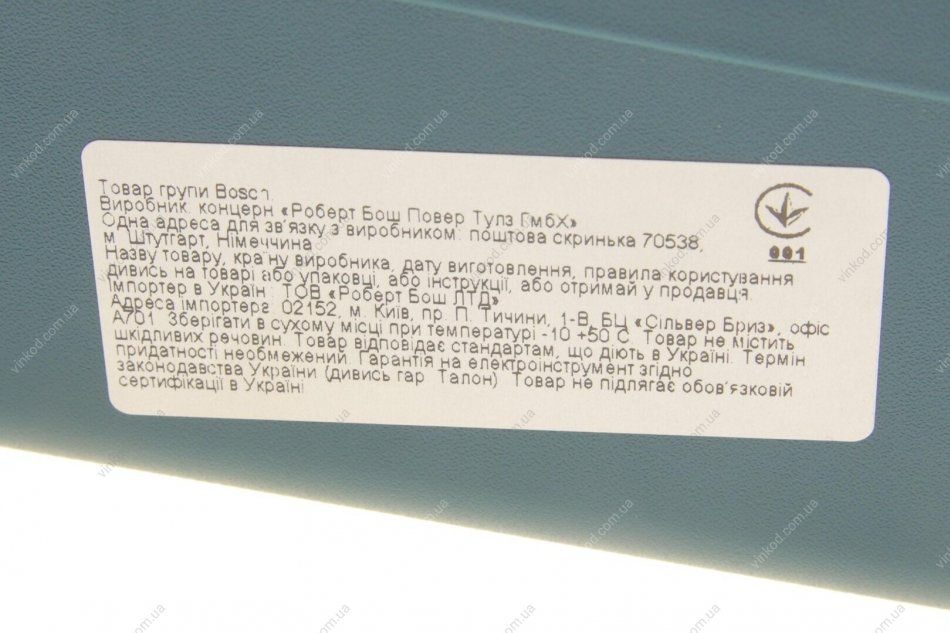 Товар групи Bosch.
Виробник: концерн «Роберт Бош Повер Тулз ГмбХ»
Одна адреса для зв'язку з виробником: поштова скринька 70538,
м. Штутгарт, Німеччина
Назву товару, країну виробника, дату виготовлення, правила користування
дивись на товарі або упаковці, або інструкції, або отримай у продавця.
Імпортер в Україні: ТОВ «Роберт Бош ЛТД»
Адреса імпортера: 02152, м. Київ, пр. П. Тичини, 1-В, БЦ «Сільвер Бриз», офіс
А701. Зберігати в сухому місці при температурі -10 +50 С. Товар не містить
шкідливих речовин. Товар відповідає стандартам, що діють в Україні. Термін
придатності необмежений. Гарантія на електроінструмент згідно
законодавства України (дивись гар. Талон). Товар не підлягає обов'язковій
сертифікації в Україні
001
vinkod.com.ua